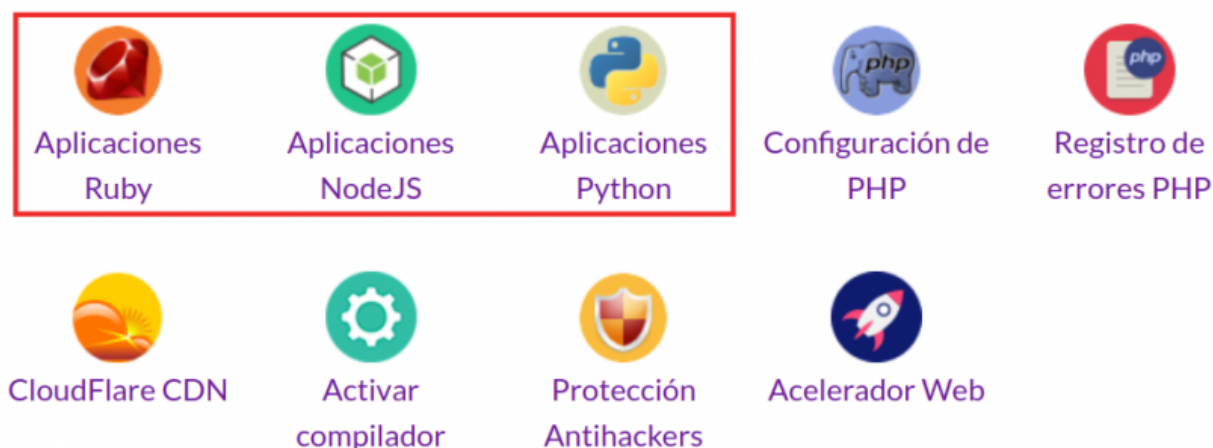 Aplicaciones Ruby
Aplicaciones NodeJS
Aplicaciones Python
php
Configuración de PHP
php
Registro de errores PHP
CloudFlare CDN
Activar compilador
Protección Antihackers
Acelerador Web